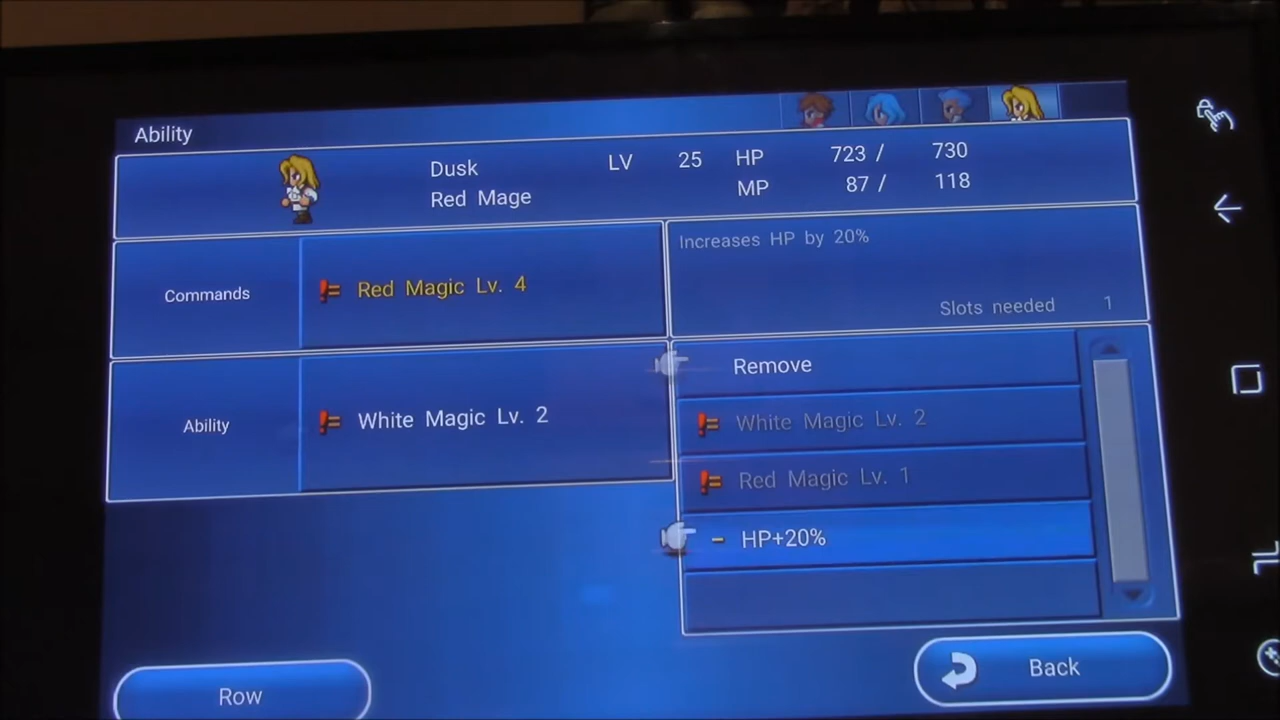 Ability
Dusk LV 25 HP 723 / 730
Red Mage MP 87 / 118
Commands
Red Magic Lv. 4
Increases HP by 20%
Slots needed 1
Ability
White Magic Lv. 2
Remove
White Magic Lv. 2
Red Magic Lv. 1
HP+20%
Row
Back